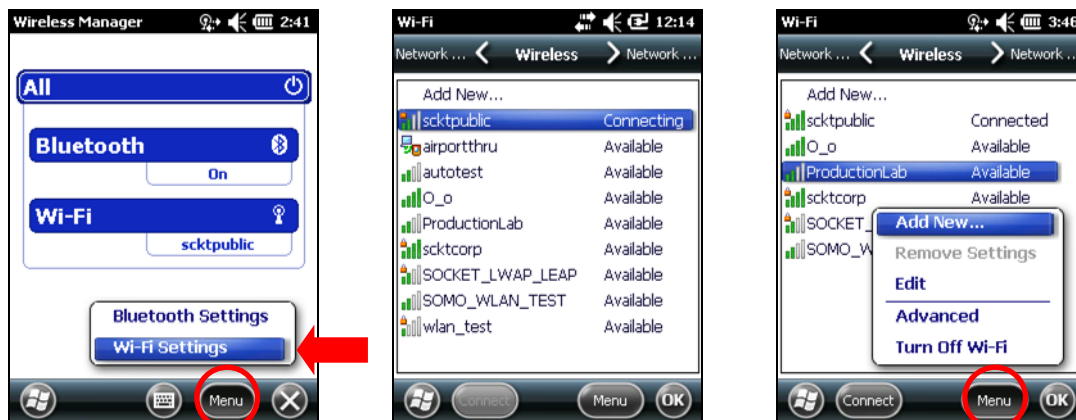 Wireless Manager 2:41
All
Bluetooth
On
Wi-Fi
scktpublic
Bluetooth Settings
Wi-Fi Settings
Menu
Wi-Fi 12:14
Network ... Wireless Network ...
Add New...
scktpublic Connecting
airportthru Available
autotest Available
O_o Available
ProductionLab Available
scktcorp Available
SOCKET_LWAP_LEAP Available
SOMO_WLAN_TEST Available
wlan_test Available
Connect Menu OK
Wi-Fi 3:46
Network ... Wireless Network ..
Add New...
scktpublic Connected
O_o Available
ProductionLab Available
scktcorp Available
SOCKET_
SOMO_W
Add New...
Remove Settings
Edit
Advanced
Turn Off Wi-Fi
Connect Menu OK